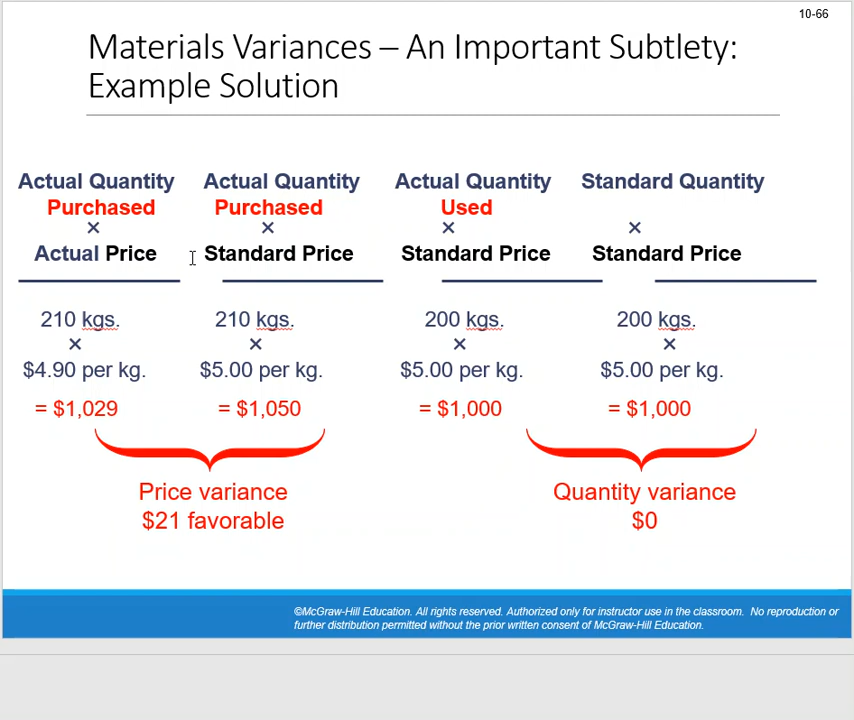 10-66
Materials Variances – An Important Subtlety:
Example Solution
Actual Quantity Actual Quantity Actual Quantity Standard Quantity
Purchased Purchased Used
× × × ×
Actual Price Standard Price Standard Price Standard Price
210 kgs. 210 kgs. 200 kgs. 200 kgs.
× × × ×
$4.90 per kg. $5.00 per kg. $5.00 per kg. $5.00 per kg.
= $1,029 = $1,050 = $1,000 = $1,000
Price variance Quantity variance
$21 favorable $0
©McGraw-Hill Education. All rights reserved. Authorized only for instructor use in the classroom. No reproduction or
further distribution permitted without the prior written consent of McGraw-Hill Education.